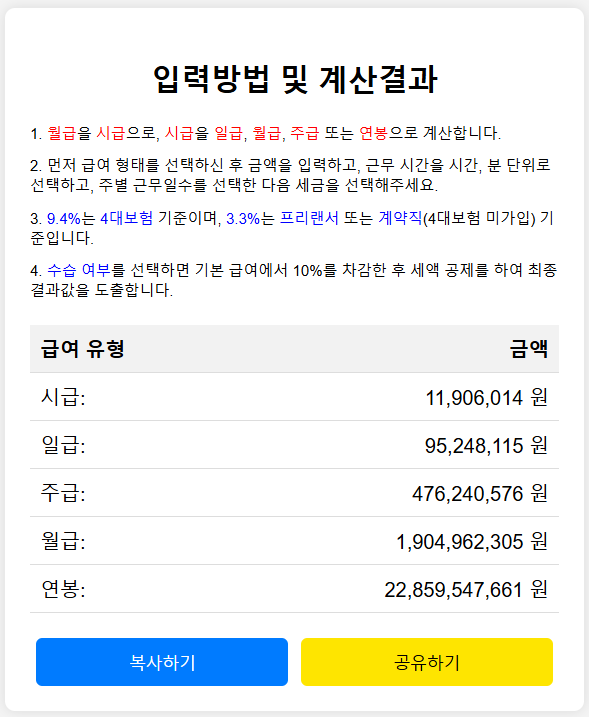 입력방법 및 계산결과
1. 월급을 시급으로, 시급을 일급, 월급, 주급 또는 연봉으로 계산합니다.
2. 먼저 급여 형태를 선택하신 후 금액을 입력하고, 근무 시간을 시간, 분 단위로
선택하고, 주별 근무일수를 선택한 다음 세금을 선택해주세요.
3. 9.4%는 4대보험 기준이며, 3.3%는 프리랜서 또는 계약직(4대보험 미가입) 기
준입니다.
4. 수습 여부를 선택하면 기본 급여에서 10%를 차감한 후 세액 공제를 하여 최종
결과값을 도출합니다.
급여 유형 금액
시급: 11,906,014 원
일급: 95,248,115 원
주급: 476,240,576 원
월급: 1,904,962,305 원
연봉: 22,859,547,661 원
복사하기 공유하기